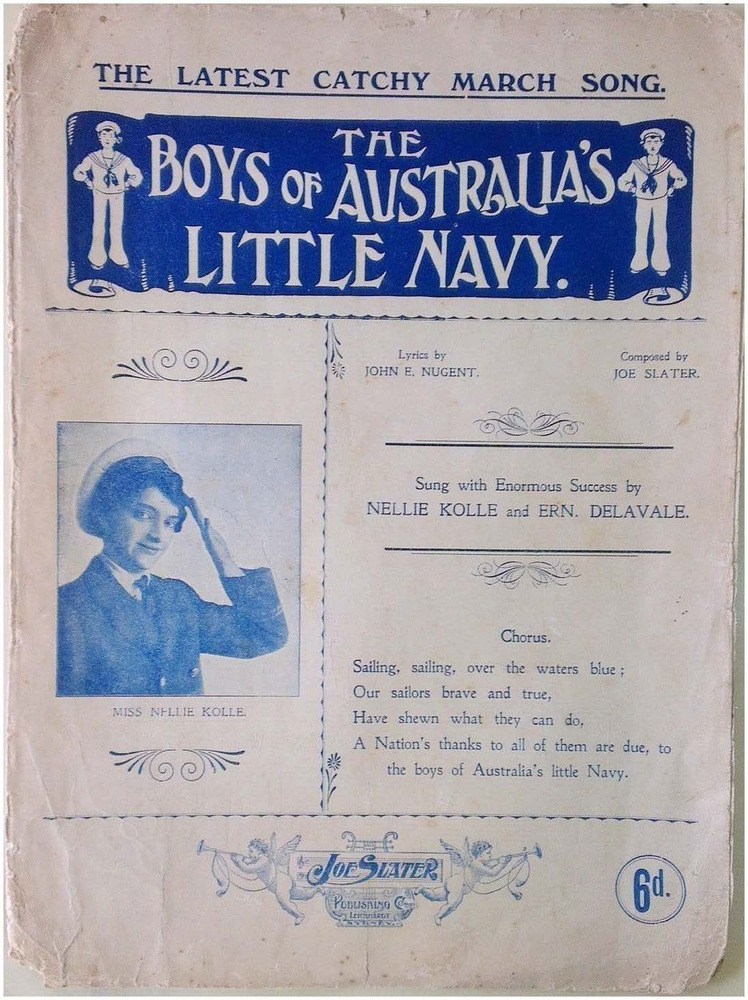 THE LATEST CATCHY MARCH SONG.
THE
BOYS OF AUSTRALIA'S
LITTLE NAVY.
Lyrics by
JOHN E. NUGENT.
Composed by
JOE SLATER.
Sung with Enormous Success by
NELLIE KOLLE and ERN. DELAVALE.
MISS NELLIE KOLLE.
Chorus.
Sailing, sailing, over the waters blue;
Our sailors brave and true,
Have shewn what they can do,
A Nation's thanks to all of them are due, to
the boys of Australia's little Navy.
JOE SLATER
PUBLISHING Co
LEICHHARDT
SYDNEY
6d.